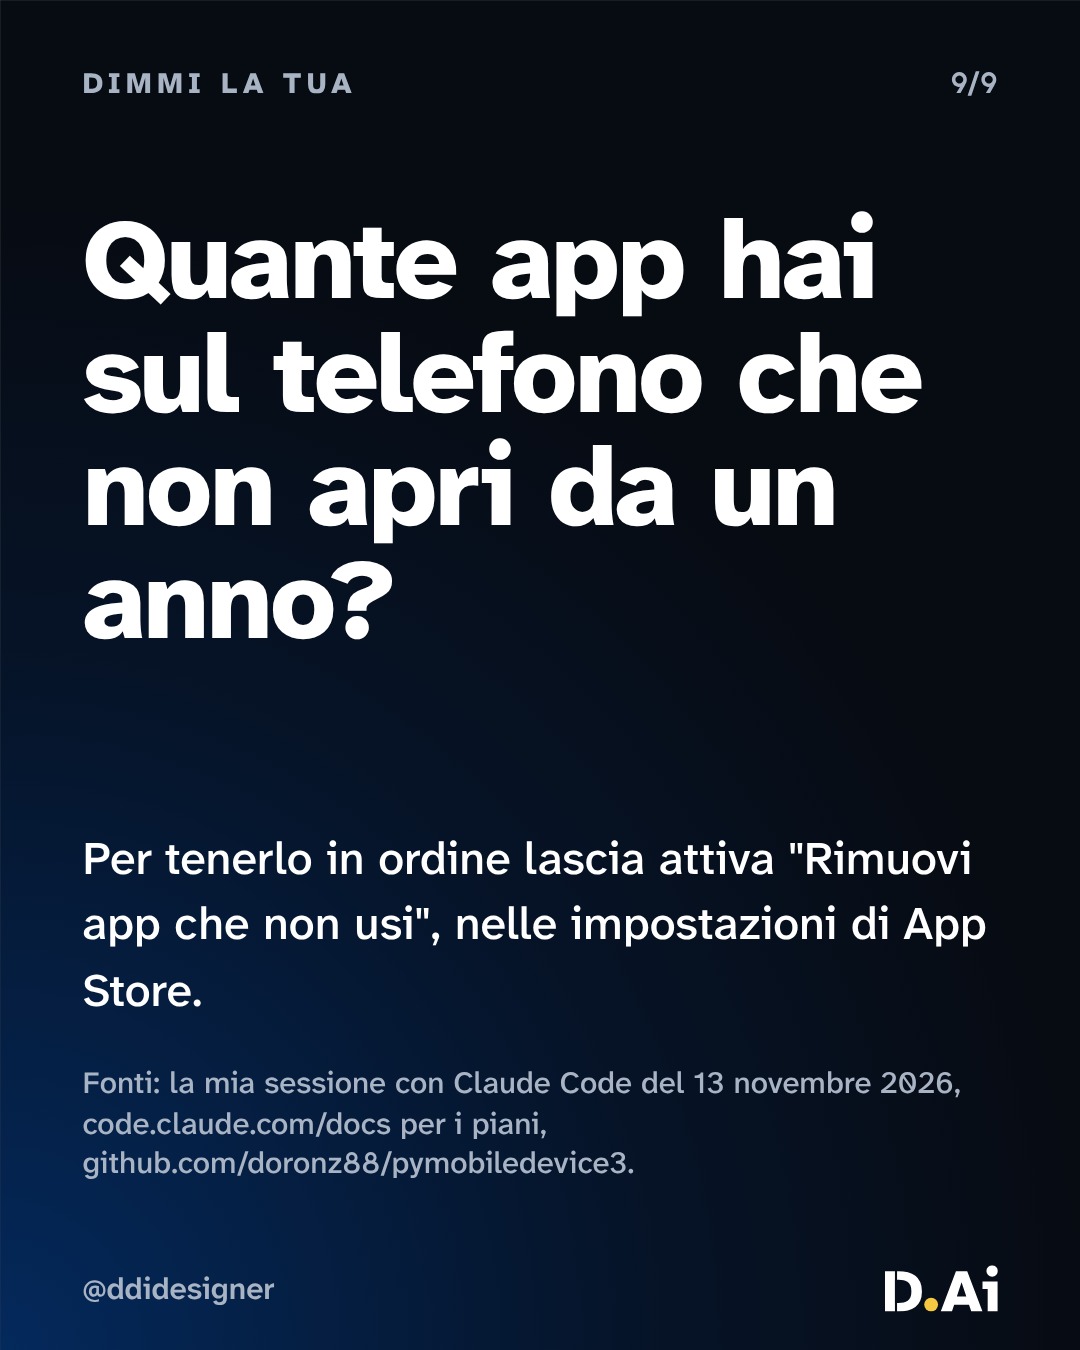 DIMMI LA TUA
9/9
Quante app hai
sul telefono che
non apri da un
anno?
Per tenerlo in ordine lascia attiva "Rimuovi
app che non usi", nelle impostazioni di App
Store.
Fonti: la mia sessione con Claude Code del 13 novembre 2026,
code.claude.com/docs per i piani,
github.com/doronz88/pymobiledevice3.
@ddidesigner
D.Ai